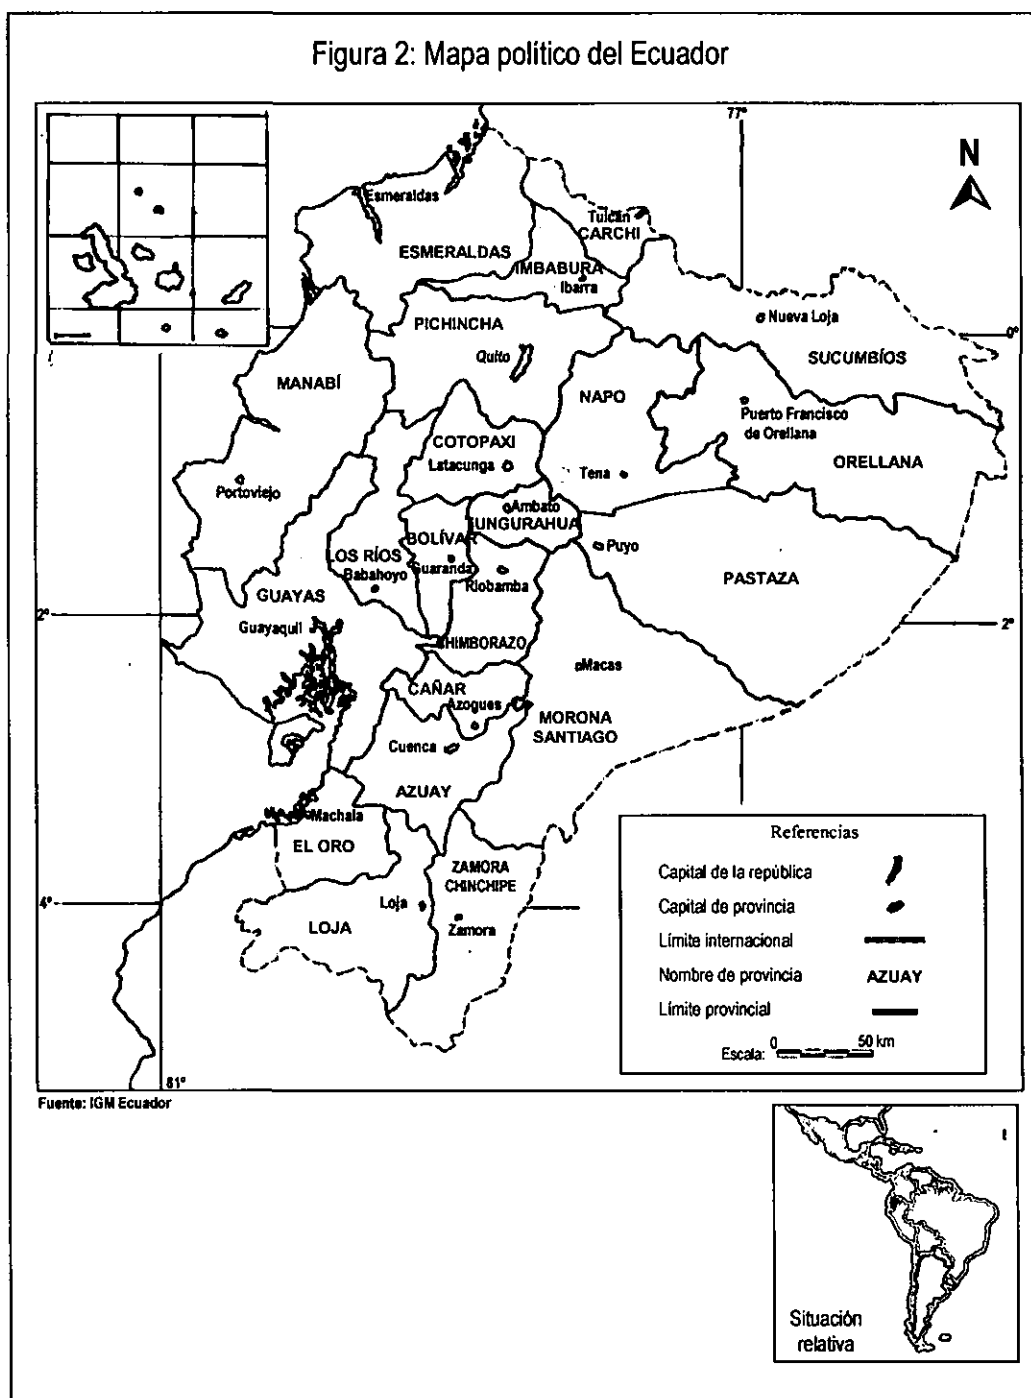 Figura 2: Mapa político del Ecuador
77°
N
Esmeraldas
Tulcán
CARCHI
ESMERALDAS
IMBABURA
Ibarra
PICHINCHA
Nueva Loja
0°
Quito
SUCUMBÍOS
MANABÍ
NAPO
Puerto Francisco
de Orellana
COTOPAXI
Latacunga
ORELLANA
Tena
Portoviejo
Ambato
UNGURAHUA
BOLÍVAR
Puyo
LOS RÍOS
Guaranda
Riobamba
Babahoyo
PASTAZA
GUAYAS
2°
2°
Guayaquil
HIMBORAZO
Macas
CAÑAR
Azogues
MORONA
SANTIAGO
Cuenca
AZUAY
Machala
EL ORO
ZAMORA
CHINCHIPE
4°
Loja
LOJA
Zamora
81°
Referencias
Capital de la república
Capital de provincia
Límite internacional
Nombre de provincia AZUAY
Límite provincial
Escala: 0 50 km
Fuente: IGM Ecuador
Situación
relativa